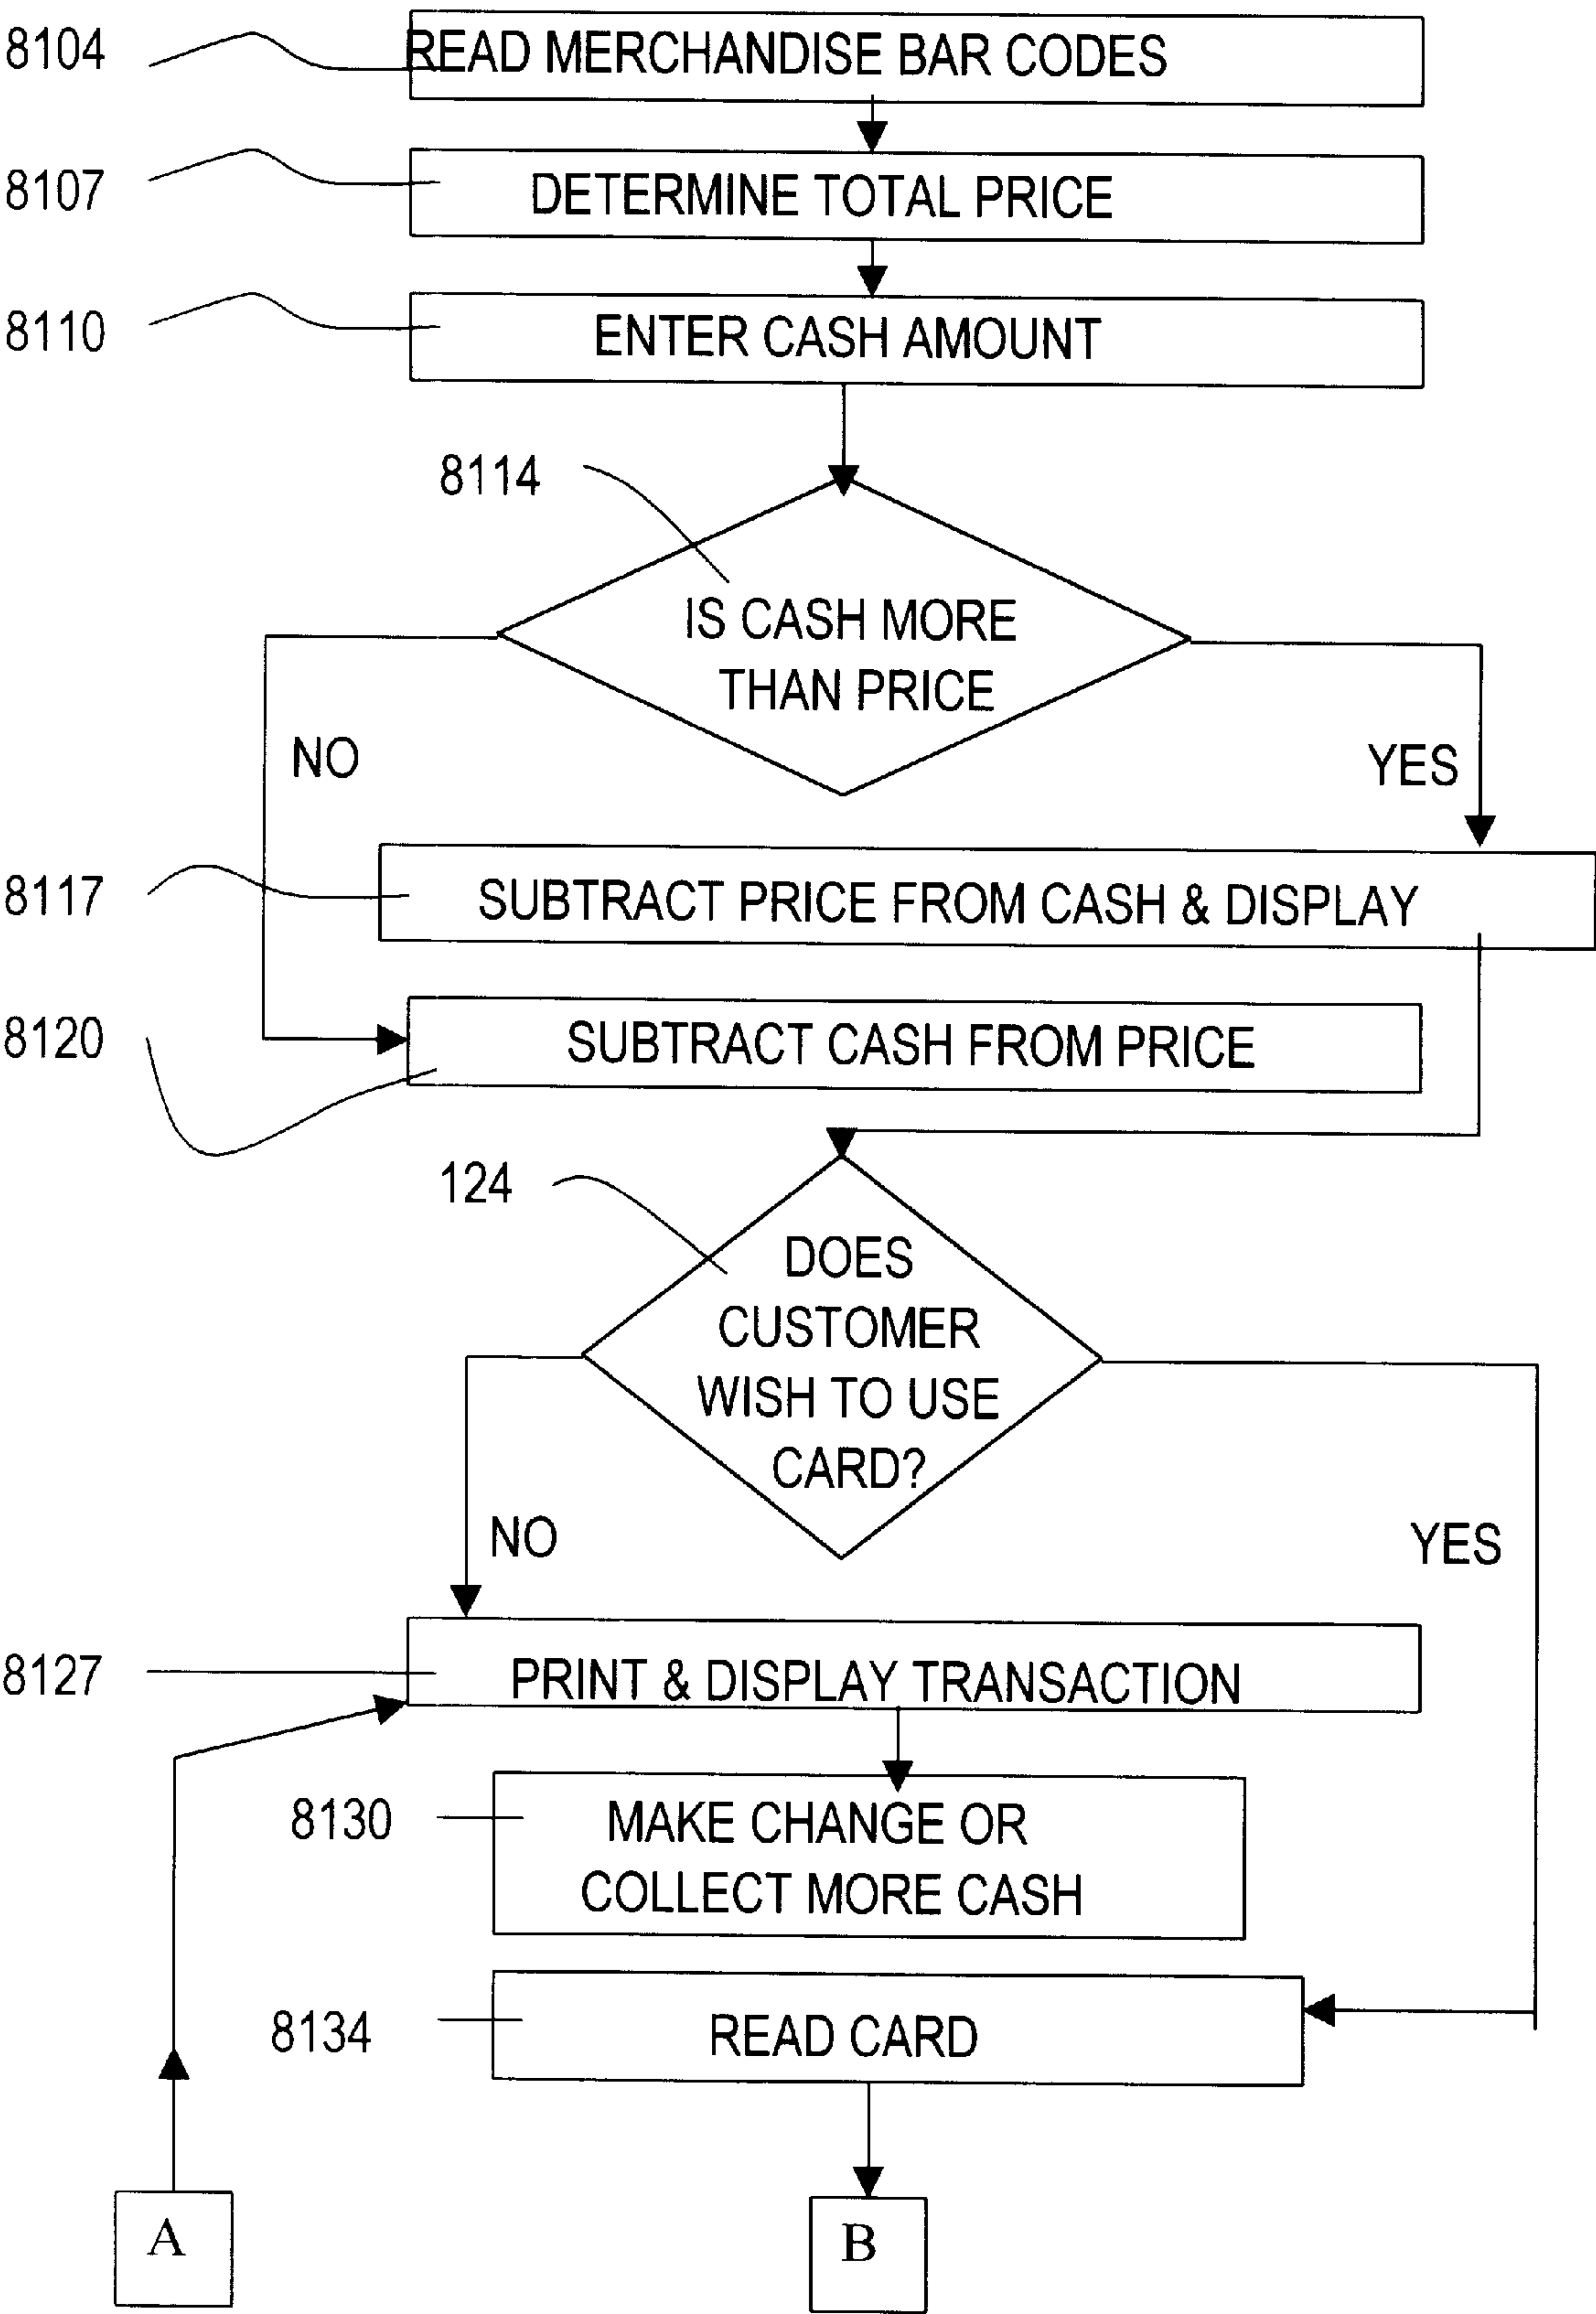 8104
READ MERCHANDISE BAR CODES
8107
DETERMINE TOTAL PRICE
8110
ENTER CASH AMOUNT
8114
IS CASH MORE
THAN PRICE
NO
YES
8117
SUBTRACT PRICE FROM CASH & DISPLAY
8120
SUBTRACT CASH FROM PRICE
124
DOES
CUSTOMER
WISH TO USE
CARD?
NO
YES
8127
PRINT & DISPLAY TRANSACTION
8130
MAKE CHANGE OR
COLLECT MORE CASH
8134
READ CARD
A
B